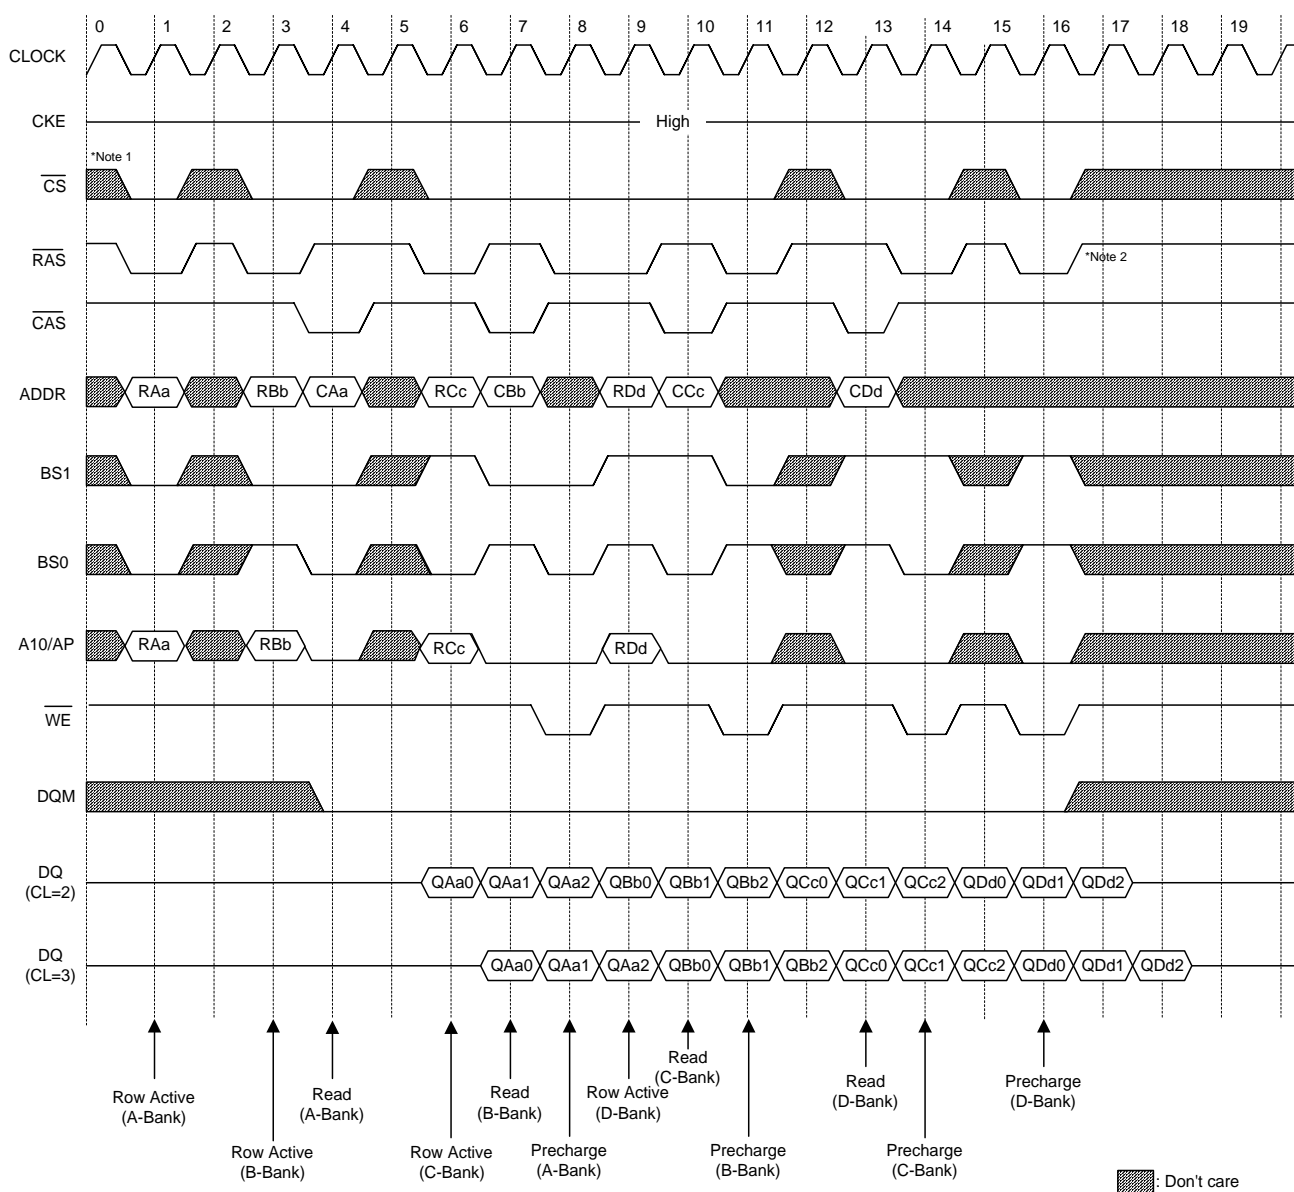 0 1 2 3 4 5 6 7 8 9 10 11 12 13 14 15 16 17 18 19
CLOCK
CKE High
*Note 1
CS
RAS *Note 2
CAS
ADDR RAa RBb CAa RCc CBb RDd CCc CDd
BS1
BS0
A10/AP RAa RBb RCc RDd
WE
DQM
DQ
(CL=2) QAa0 QAa1 QAa2 QBb0 QBb1 QBb2 QCc0 QCc1 QCc2 QDd0 QDd1 QDd2
DQ
(CL=3) QAa0 QAa1 QAa2 QBb0 QBb1 QBb2 QCc0 QCc1 QCc2 QDd0 QDd1 QDd2
Row Active
(A-Bank)
Row Active
(B-Bank)
Read
(A-Bank)
Row Active
(C-Bank)
Read
(B-Bank)
Precharge
(A-Bank)
Row Active
(D-Bank)
Read
(C-Bank)
Precharge
(B-Bank)
Read
(D-Bank)
Precharge
(C-Bank)
Precharge
(D-Bank)
: Don't care